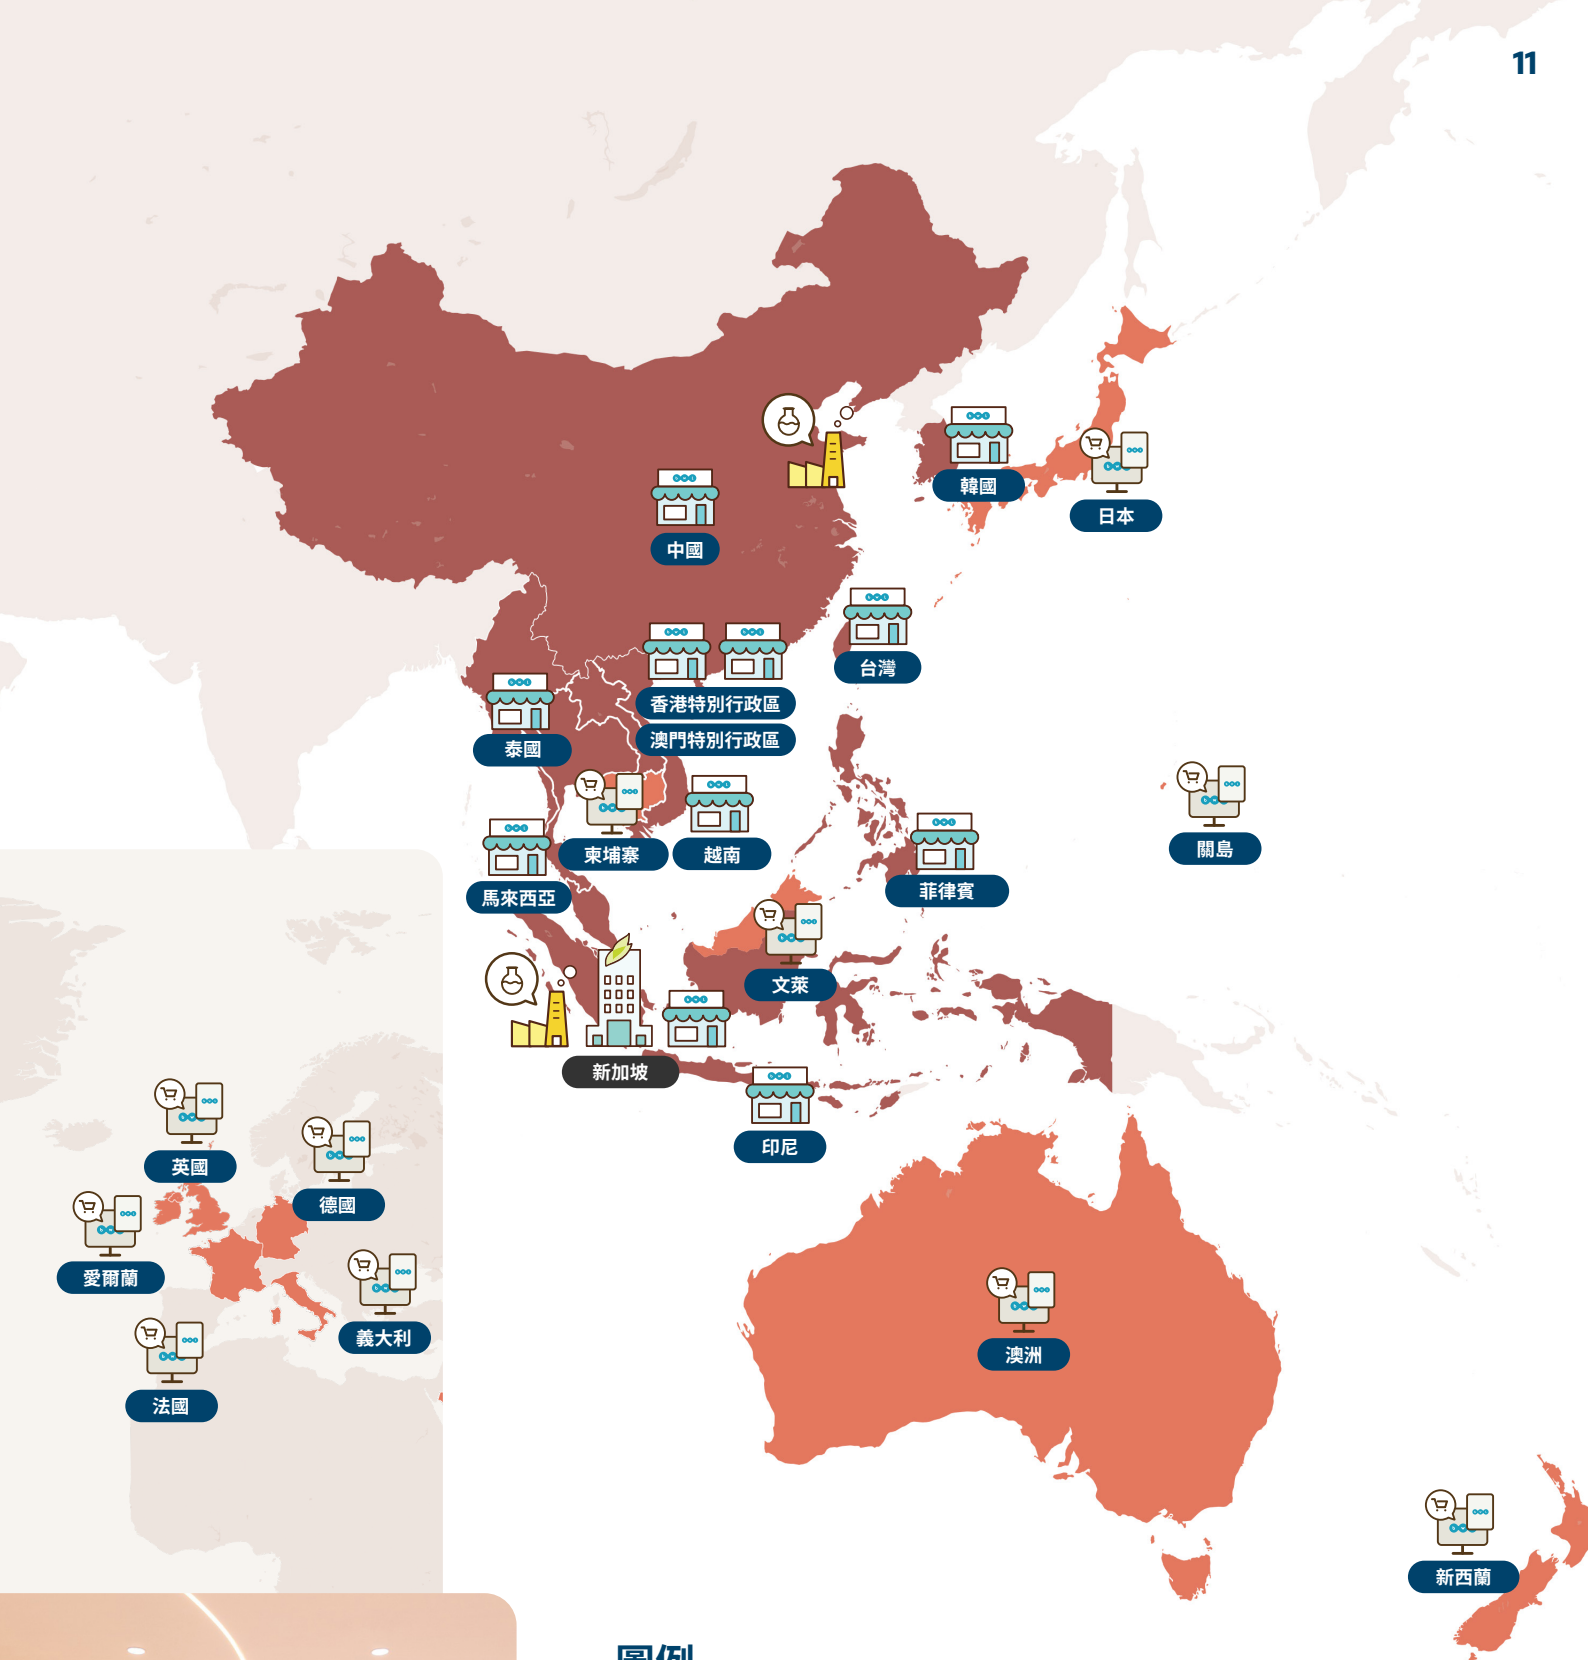 11
韓國
日本
中國
台灣
香港特別行政區
澳門特別行政區
泰國
柬埔寨
越南
關島
馬來西亞
菲律賓
文萊
新加坡
印尼
英國
德國
愛爾蘭
義大利
法國
澳洲
新西蘭
圖例